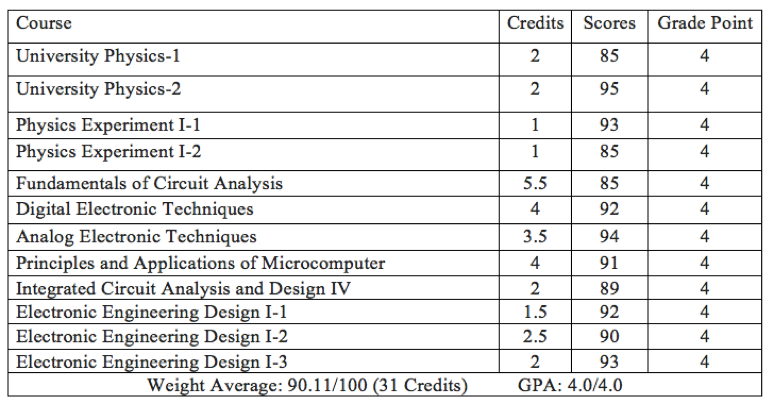 Course Credits Scores Grade Point
University Physics-1 2 85 4
University Physics-2 2 95 4
Physics Experiment I-1 1 93 4
Physics Experiment I-2 1 85 4
Fundamentals of Circuit Analysis 5.5 85 4
Digital Electronic Techniques 4 92 4
Analog Electronic Techniques 3.5 94 4
Principles and Applications of Microcomputer 4 91 4
Integrated Circuit Analysis and Design IV 2 89 4
Electronic Engineering Design I-1 1.5 92 4
Electronic Engineering Design I-2 2.5 90 4
Electronic Engineering Design I-3 2 93 4
Weight Average: 90.11/100 (31 Credits) GPA: 4.0/4.0